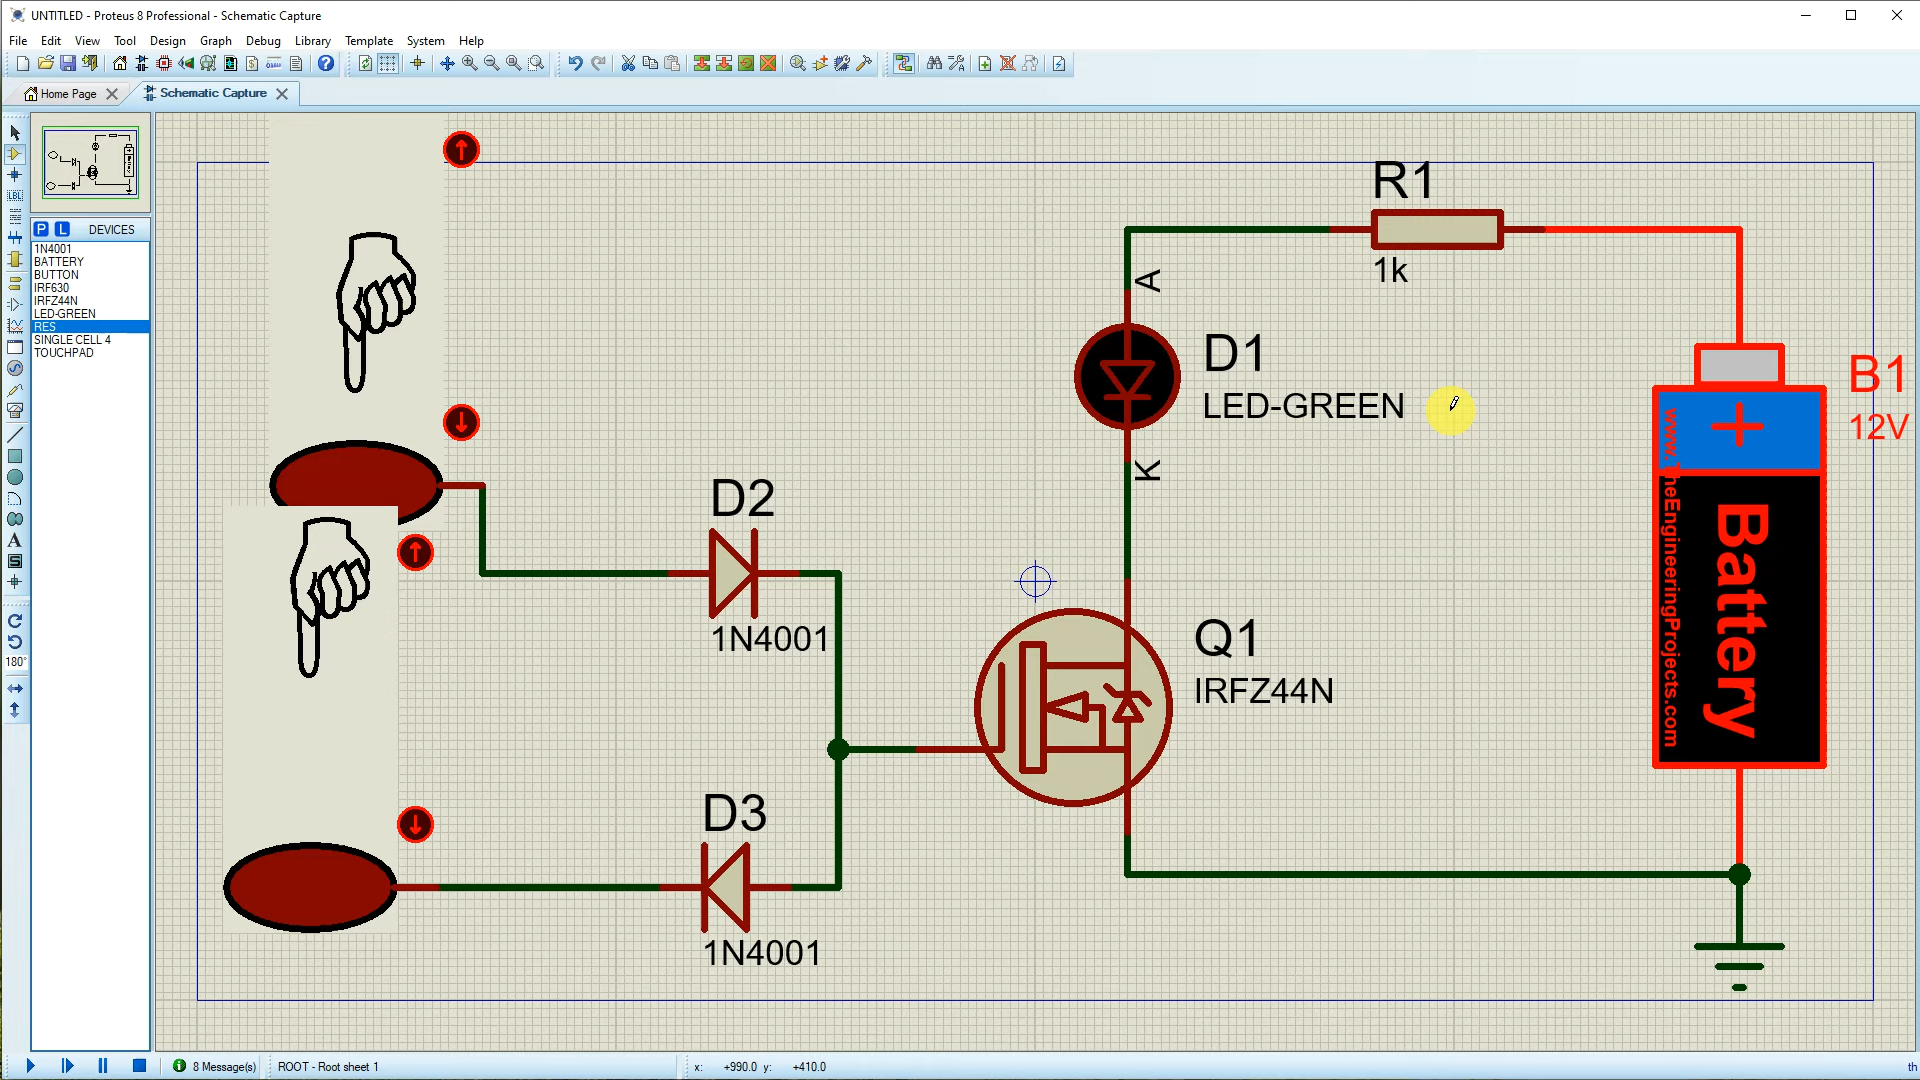 UNTITLED - Proteus 8 Professional - Schematic Capture
File Edit View Tool Design Graph Debug Library Template System Help
Home Page
Schematic Capture
P L DEVICES
1N4001
BATTERY
BUTTON
IRF630
IRFZ44N
LED-GREEN
RES
SINGLE CELL 4
TOUCHPAD
LBL
A
S
180°
R1
1k
A
D1
LED-GREEN
K
B1
12V
Battery
www.TheEngineeringProjects.com
D2
1N4001
Q1
IRFZ44N
D3
1N4001
8 Message(s)
ROOT - Root sheet 1
x: +990.0 y: +410.0
th